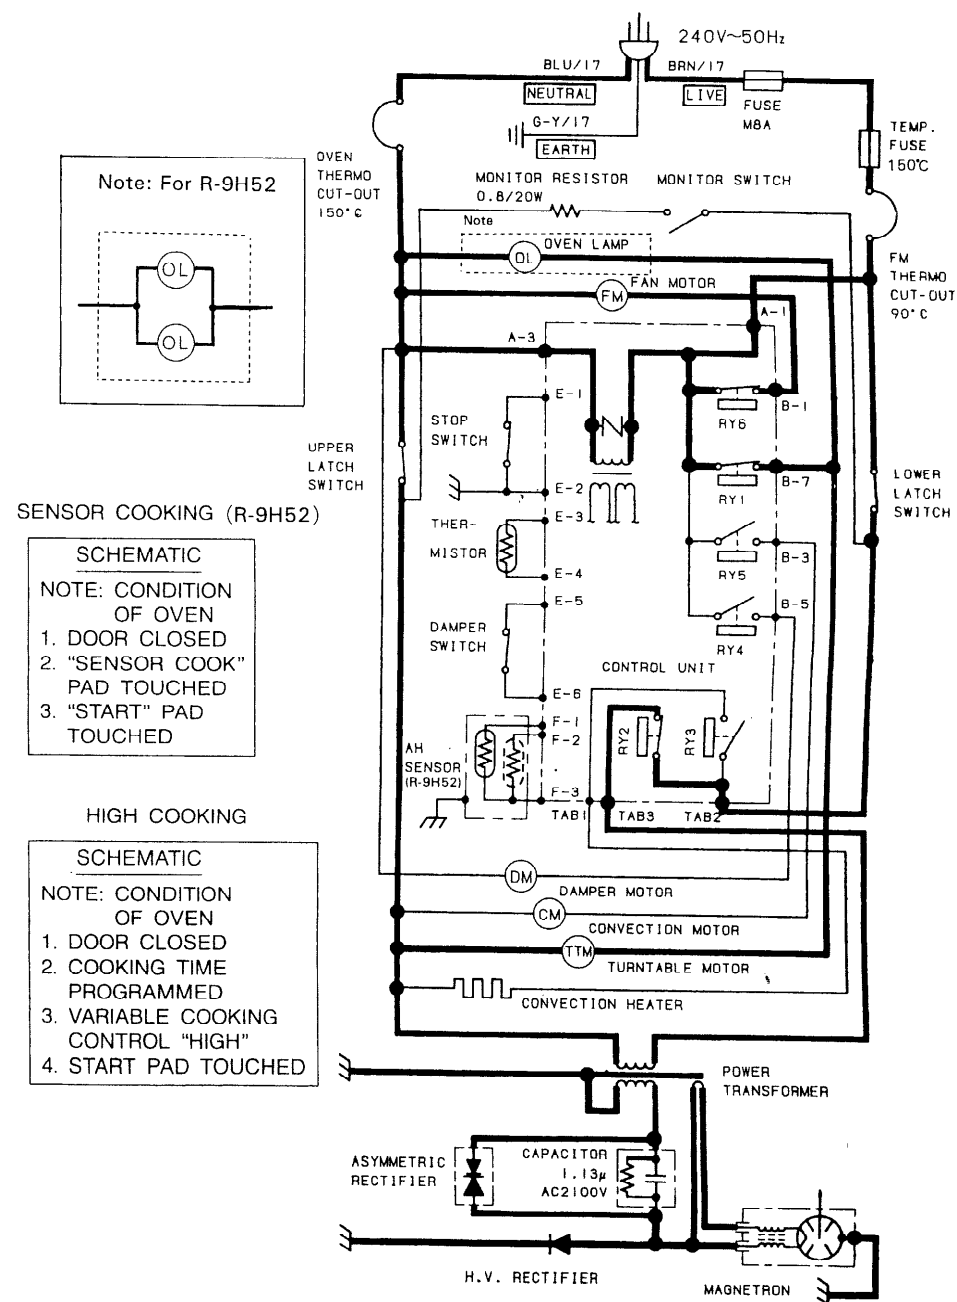 240V~50Hz
BLU/17
BRN/17
NEUTRAL
LIVE
FUSE
M8A
G-Y/17
EARTH
TEMP.
FUSE
150℃
OVEN
THERMO
CUT-OUT
150°C
MONITOR RESISTOR
0.8/20W
MONITOR SWITCH
Note
OVEN LAMP
OL
FAN MOTOR
FM
FM
THERMO
CUT-OUT
90°C
Note: For R-9H52
OL
OL
A-1
A-3
E-1
STOP
SWITCH
B-1
RY6
UPPER
LATCH
SWITCH
E-2
RY1
B-7
LOWER
LATCH
SWITCH
E-3
THER-
MISTOR
E-4
RY5
B-3
E-5
B-5
DAMPER
SWITCH
RY4
CONTROL UNIT
E-6
F-1
F-2
RY2
RY3
AH
SENSOR
(R-9H52)
F-3
TAB1
TAB3
TAB2
SENSOR COOKING (R-9H52)
SCHEMATIC
NOTE: CONDITION
OF OVEN
1. DOOR CLOSED
2. "SENSOR COOK"
PAD TOUCHED
3. "START" PAD
TOUCHED
HIGH COOKING
SCHEMATIC
NOTE: CONDITION
OF OVEN
1. DOOR CLOSED
2. COOKING TIME
PROGRAMMED
3. VARIABLE COOKING
CONTROL "HIGH"
4. START PAD TOUCHED
DM
DAMPER MOTOR
CM
CONVECTION MOTOR
TTM
TURNTABLE MOTOR
CONVECTION HEATER
POWER
TRANSFORMER
ASYMMETRIC
RECTIFIER
CAPACITOR
1.13μ
AC2100V
H.V. RECTIFIER
MAGNETRON